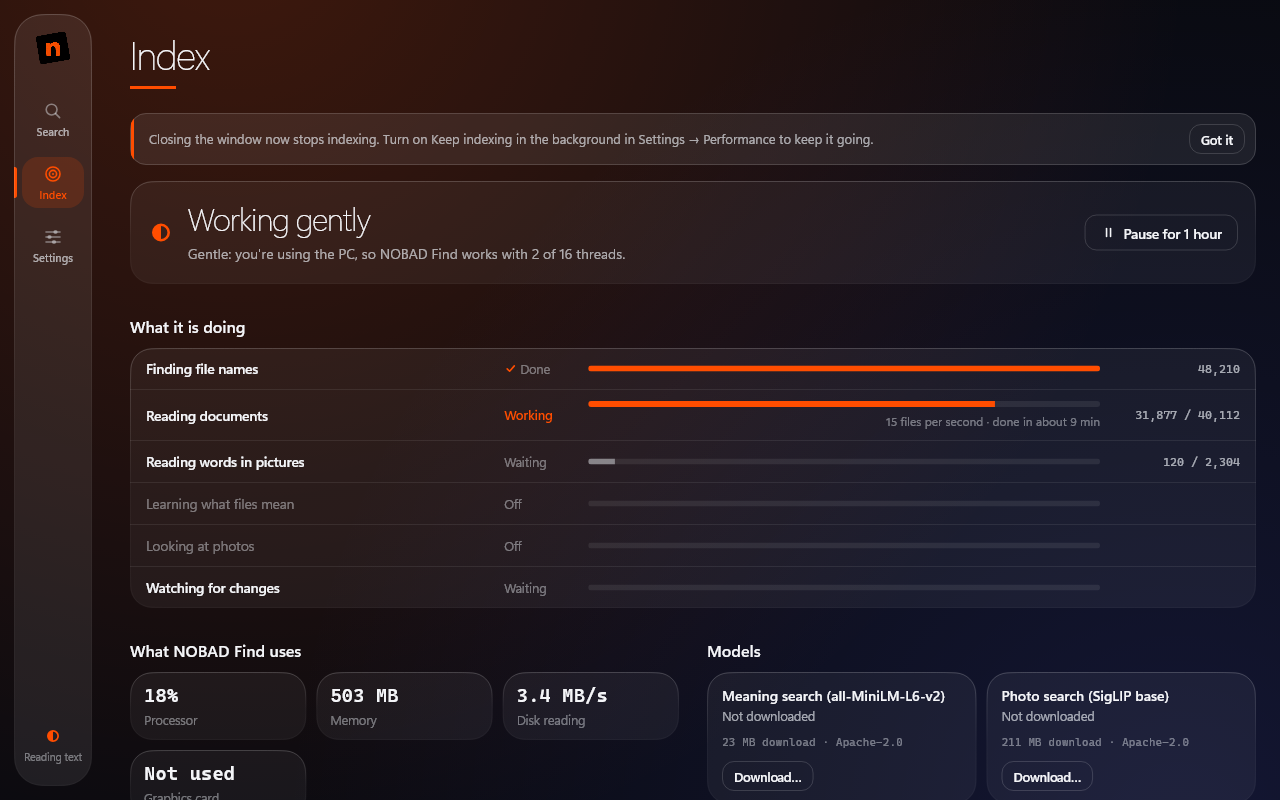 n
Index
Search
Index
Settings
Closing the window now stops indexing. Turn on Keep indexing in the background in Settings → Performance to keep it going.
Got it
Working gently
Gentle: you're using the PC, so NOBAD Find works with 2 of 16 threads.
Pause for 1 hour
What it is doing
Finding file names Done 48,210
Reading documents Working 31,877 / 40,112
15 files per second · done in about 9 min
Reading words in pictures Waiting 120 / 2,304
Learning what files mean Off
Looking at photos Off
Watching for changes Waiting
What NOBAD Find uses
18%
Processor
503 MB
Memory
3.4 MB/s
Disk reading
Not used
Graphics card
Models
Meaning search (all-MiniLM-L6-v2)
Not downloaded
23 MB download · Apache-2.0
Download...
Photo search (SigLIP base)
Not downloaded
211 MB download · Apache-2.0
Download...
Reading text